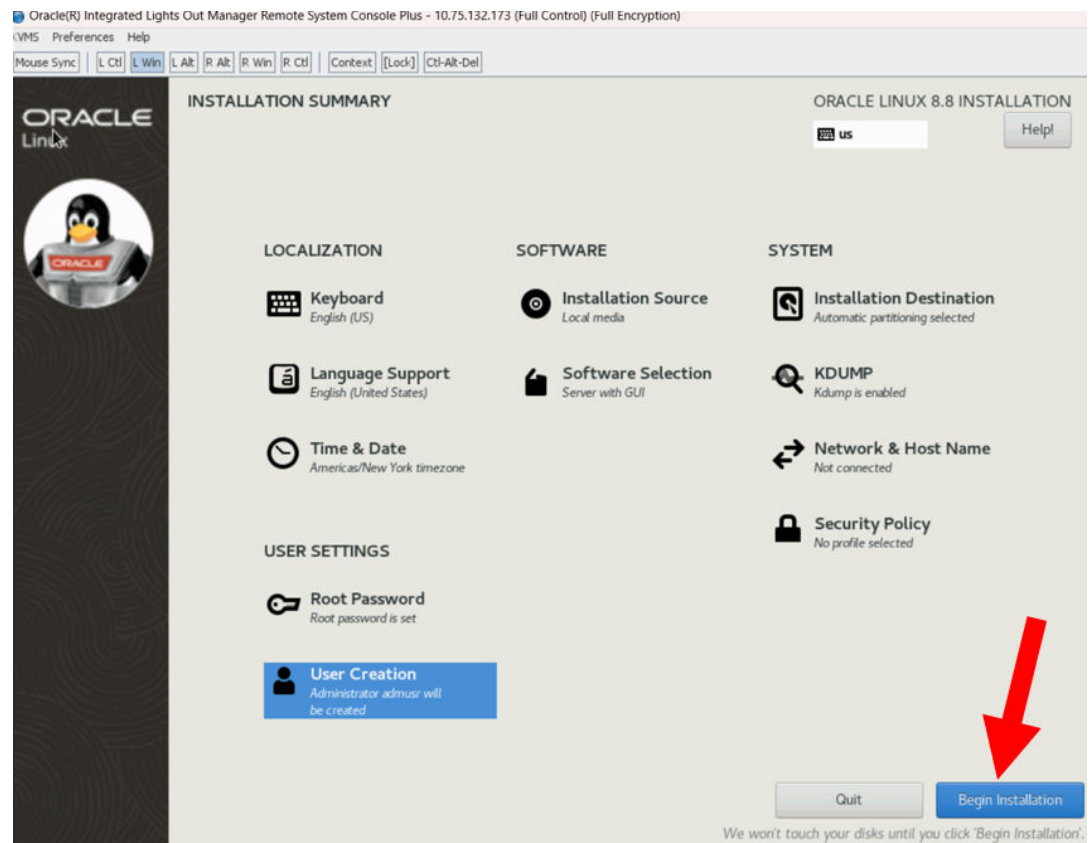 Oracle(R) Integrated Lights Out Manager Remote System Console Plus - 10.75.132.173 (Full Control) (Full Encryption)
KVMS Preferences Help
Mouse Sync L Ctl L Win L Alt R Alt R Win R Ctl Context [Lock] Ctl-Alt-Del
ORACLE
Linux
INSTALLATION SUMMARY
ORACLE LINUX 8.8 INSTALLATION
us
Help!
ORACLE
LOCALIZATION
Keyboard
English (US)
Language Support
English (United States)
Time & Date
Americas/New York timezone
SOFTWARE
Installation Source
Local media
Software Selection
Server with GUI
SYSTEM
Installation Destination
Automatic partitioning selected
KDUMP
Kdump is enabled
Network & Host Name
Not connected
Security Policy
No profile selected
USER SETTINGS
Root Password
Root password is set
User Creation
Administrator admusr will
be created
Quit
Begin Installation
We won't touch your disks until you click 'Begin Installation'.